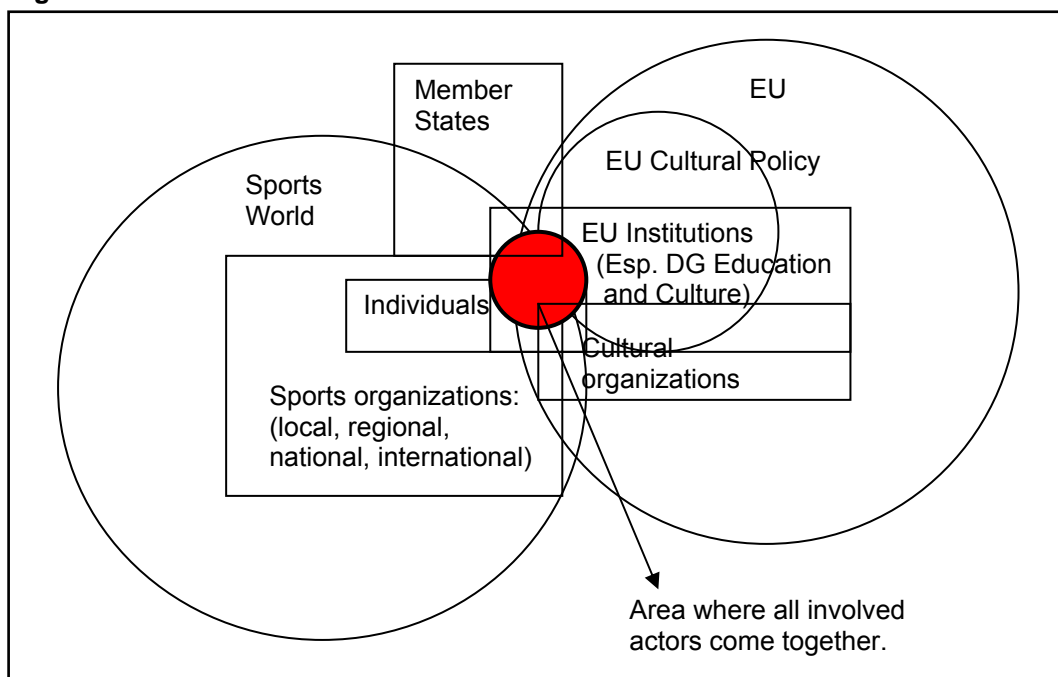 Member
States
EU
EU Cultural Policy
Sports
World
EU Institutions
(Esp. DG Education
and Culture)
Individuals
Cultural
organizations
Sports organizations:
(local, regional,
national, international)
Area where all involved
actors come together.